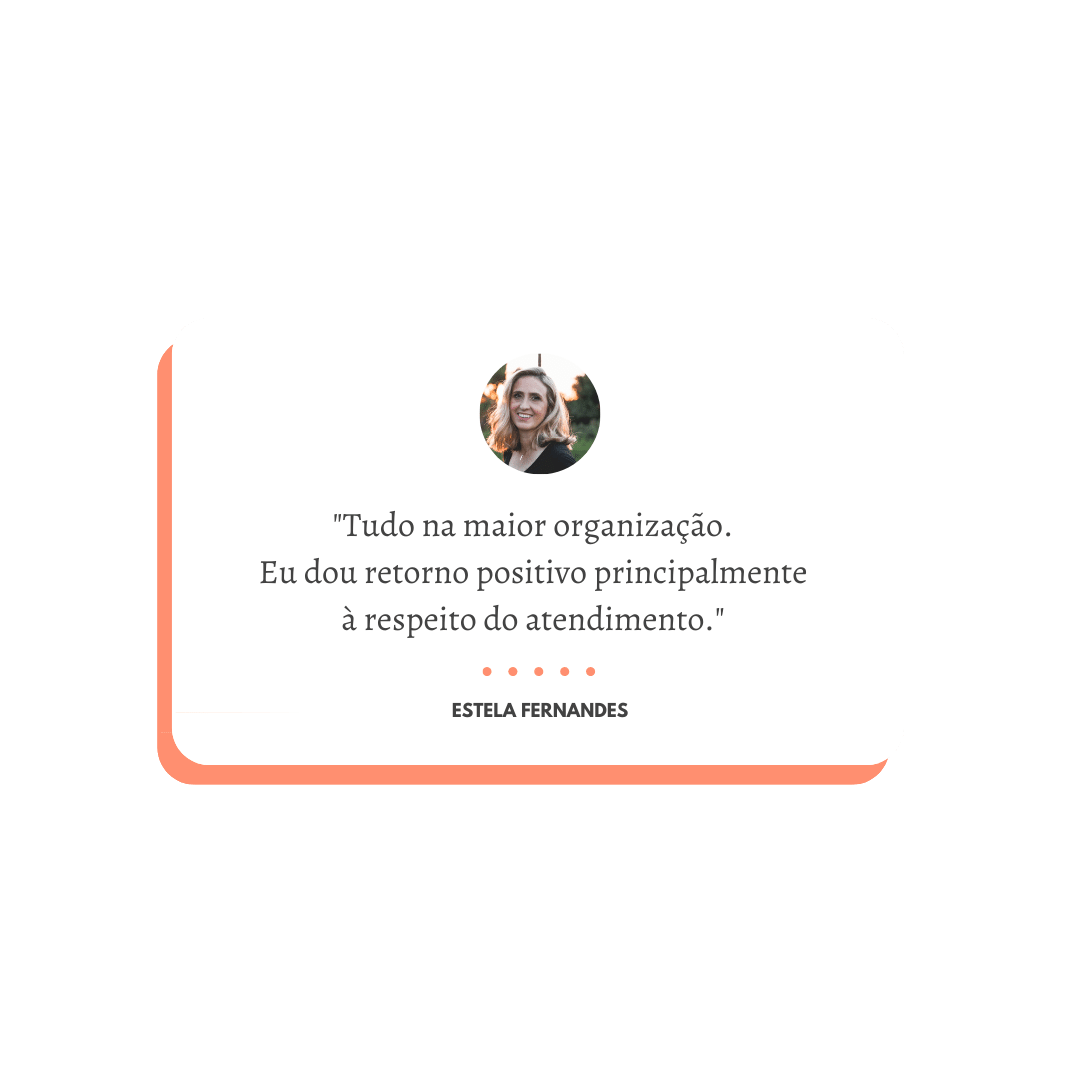 "Tudo na maior organização.
Eu dou retorno positivo principalmente
à respeito do atendimento."
ESTELA FERNANDES